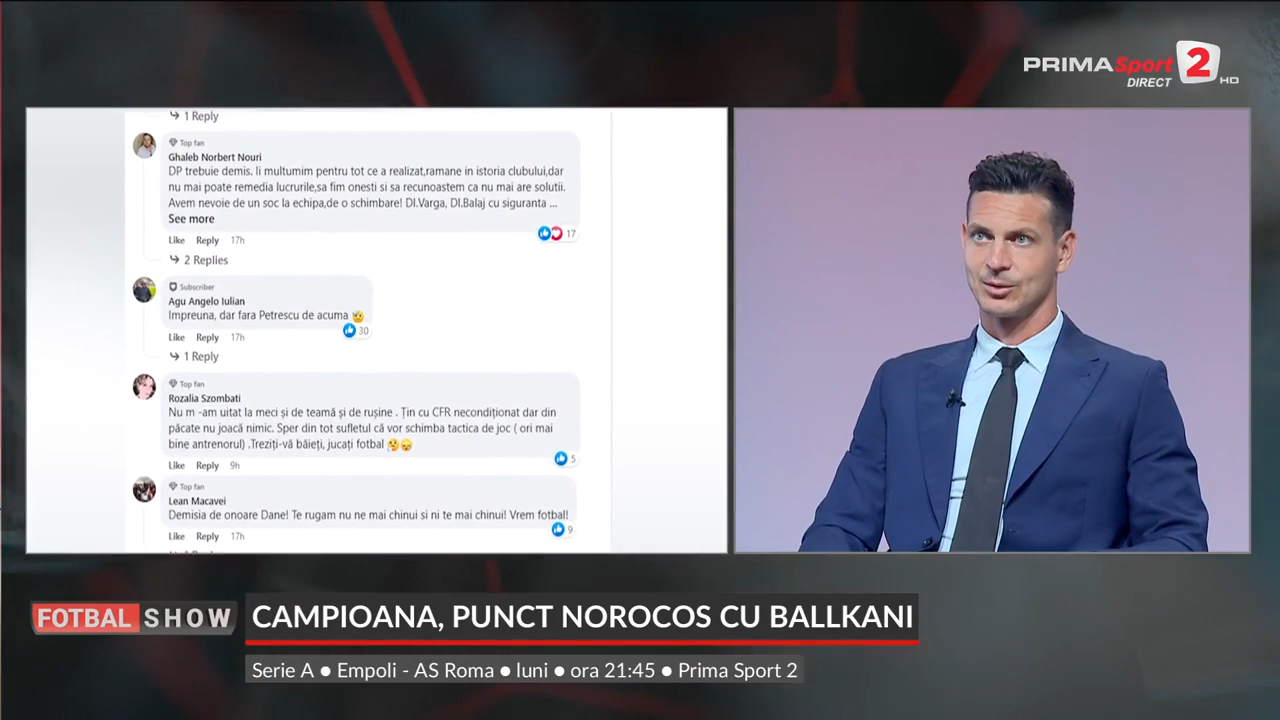 PRIMASport 2 HD
DIRECT
1 Reply
Top fan
Ghaleb Norbert Nouri
DP trebuie demis. Ii multumim pentru tot ce a realizat,ramane in istoria clubului,dar
nu mai poate remedia lucrurile,sa fim onesti si sa recunoastem ca nu mai are solutii.
Avem nevoie de un soc la echipa,de o schimbare! Dl.Varga, Dl.Balaj cu siguranta ...
See more
17
Like Reply 17h
2 Replies
Subscriber
Agu Angelo Iulian
Impreuna, dar fara Petrescu de acuma
30
Like Reply 17h
1 Reply
Top fan
Rozalia Szombati
Nu m -am uitat la meci și de teamă și de rușine . Țin cu CFR necondiționat dar din
păcate nu joacă nimic. Sper din tot sufletul că vor schimba tactica de joc ( ori mai
bine antrenorul) .Treziți-vă băieți, jucați fotbal
5
Like Reply 9h
Top fan
Lean Macavei
Demisia de onoare Dane! Te rugam nu ne mai chinui si ni te mai chinui! Vrem fotbal!
9
Like Reply 17h
FOTBAL SHOW
CAMPIOANA, PUNCT NOROCOS CU BALLKANI
Serie A ● Empoli - AS Roma ● luni ● ora 21:45 ● Prima Sport 2